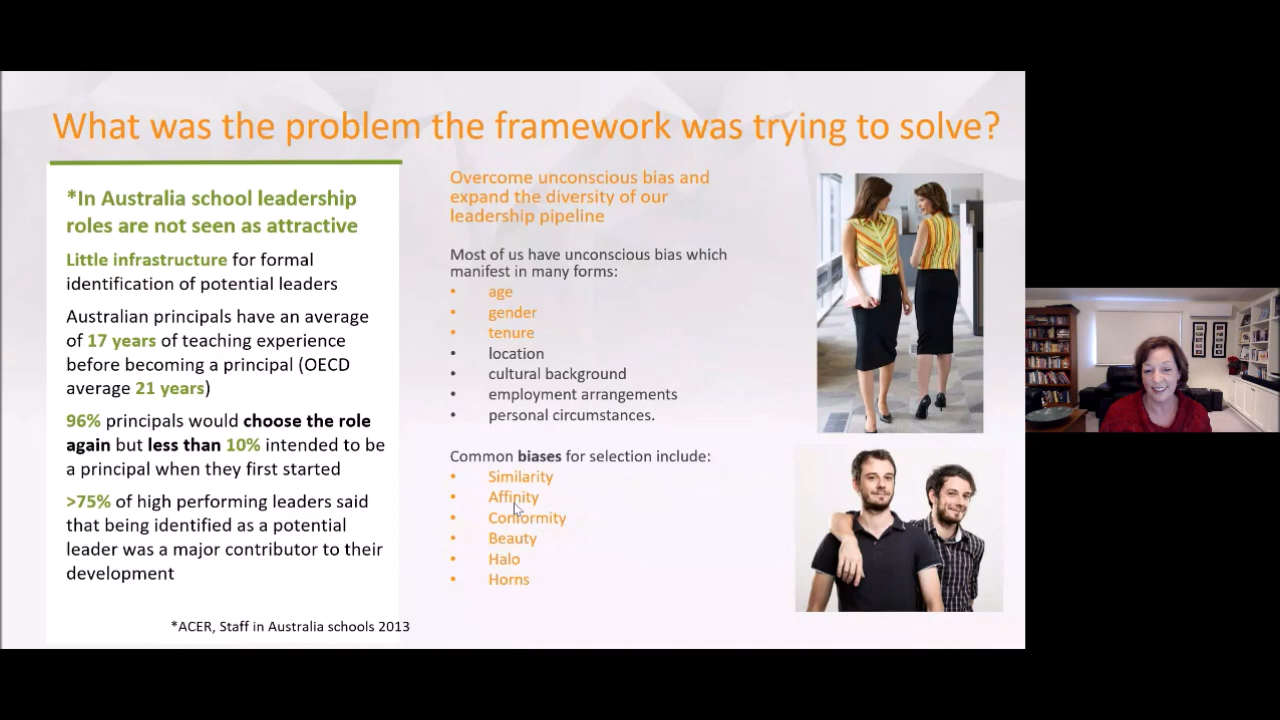 What was the problem the framework was trying to solve?
*In Australia school leadership
roles are not seen as attractive
Little infrastructure for formal
identification of potential leaders
Australian principals have an average
of 17 years of teaching experience
before becoming a principal (OECD
average 21 years)
96% principals would choose the role
again but less than 10% intended to be
a principal when they first started
>75% of high performing leaders said
that being identified as a potential
leader was a major contributor to their
development
*ACER, Staff in Australia schools 2013
Overcome unconscious bias and
expand the diversity of our
leadership pipeline
Most of us have unconscious bias which
manifest in many forms:
• age
• gender
• tenure
• location
• cultural background
• employment arrangements
• personal circumstances.
Common biases for selection include:
• Similarity
• Affinity
• Conformity
• Beauty
• Halo
• Horns